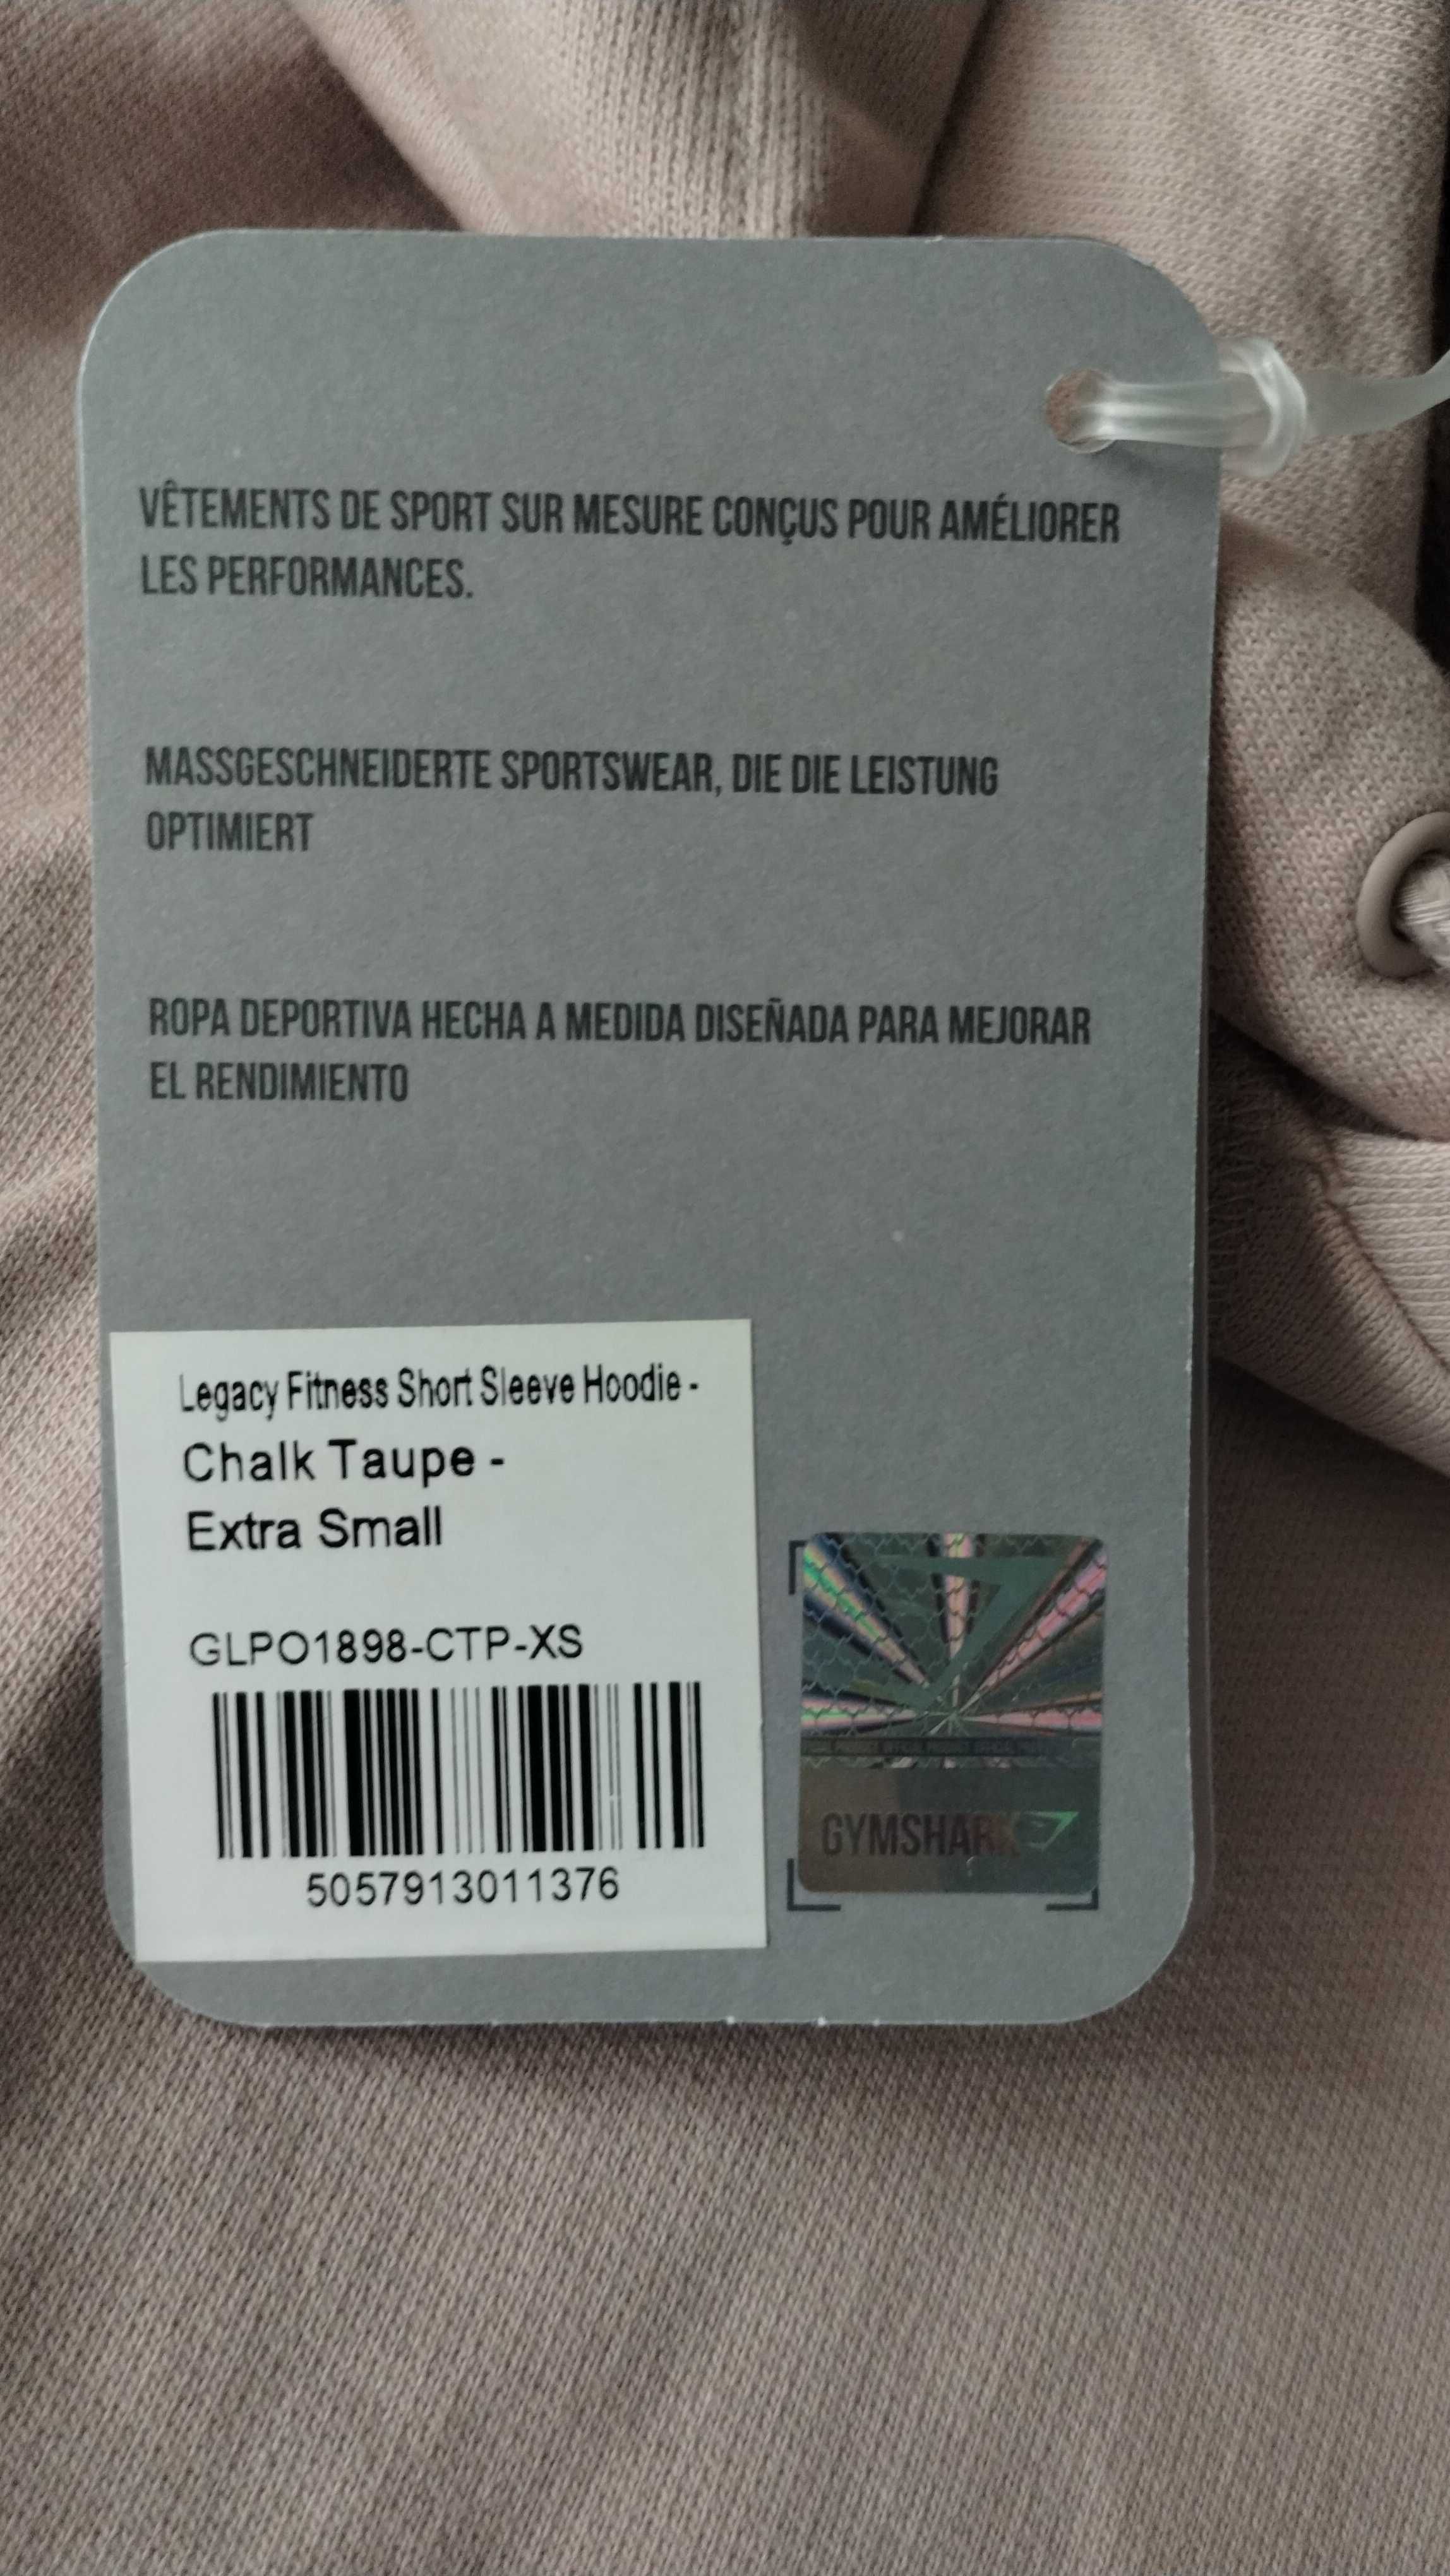 VÊTEMENTS DE SPORT SUR MESURE CONÇUS POUR AMÉLIORER
LES PERFORMANCES.
MASSGESCHNEIDERTE SPORTSWEAR, DIE DIE LEISTUNG
OPTIMIERT
ROPA DEPORTIVA HECHA A MEDIDA DISEÑADA PARA MEJORAR
EL RENDIMIENTO
Legacy Fitness Short Sleeve Hoodie -
Chalk Taupe -
Extra Small
GLPO1898-CTP-XS
5057913011376
GYMSHARK